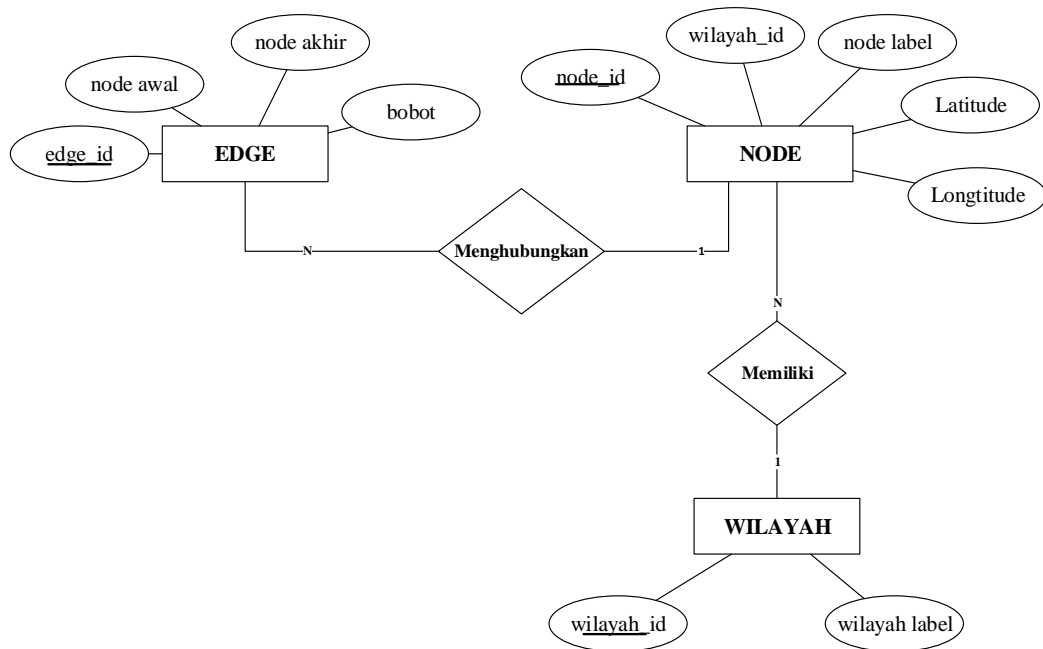 node akhir
wilayah_id
node label
node awal
node_id
bobot
Latitude
edge_id
EDGE
NODE
Longtitude
N
Menghubungkan
1
N
Memiliki
1
WILAYAH
wilayah_id
wilayah label